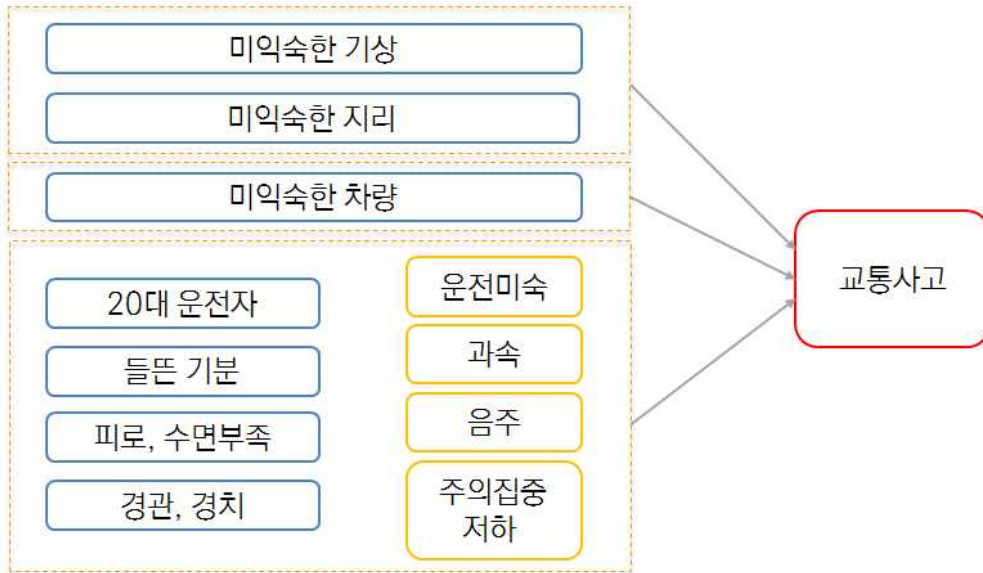 미익숙한 기상
미익숙한 지리
미익숙한 차량
20대 운전자
들뜬 기분
피로, 수면부족
경관, 경치
운전미숙
과속
음주
주의집중
저하
교통사고